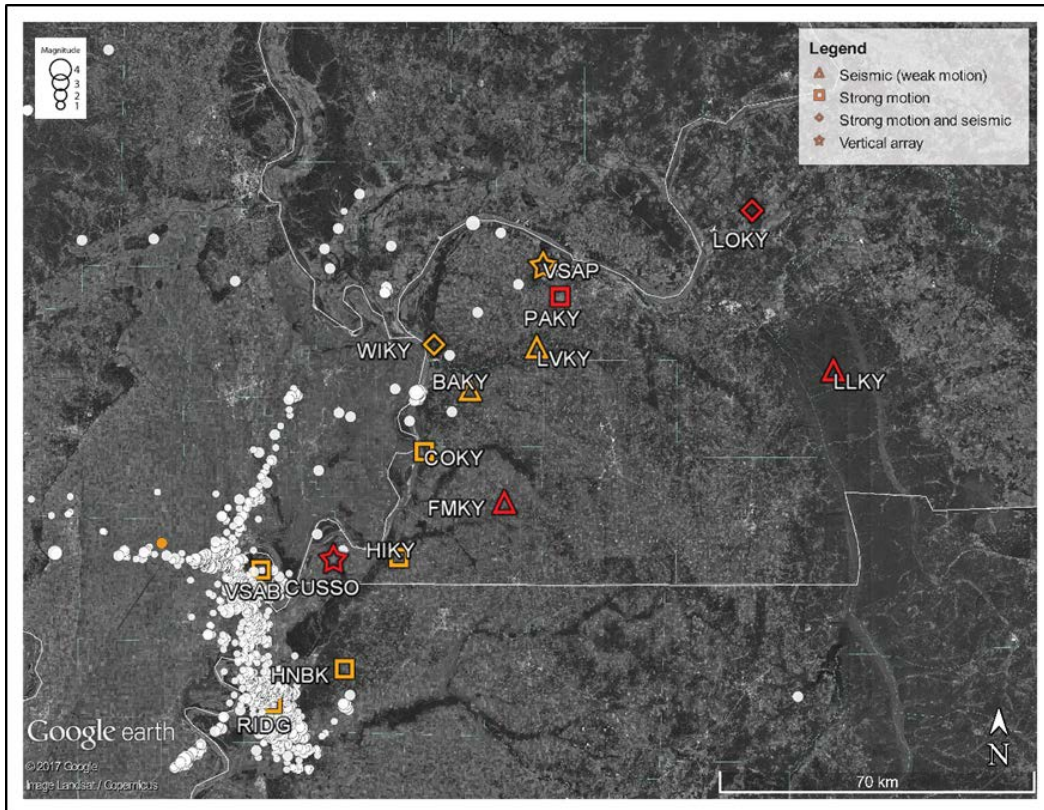 Magnitude
4
3
2
1
Legend
Seismic (weak motion)
Strong motion
Strong motion and seismic
Vertical array
LOKY
VSAP
PAKY
WIKY
LVKY
BAKY
LLKY
COKY
FMKY
HIKY
VSAB
CUSSO
HNBK
RIDG
Google earth
© 2017 Google
Image Landsat / Copernicus
N
70 km